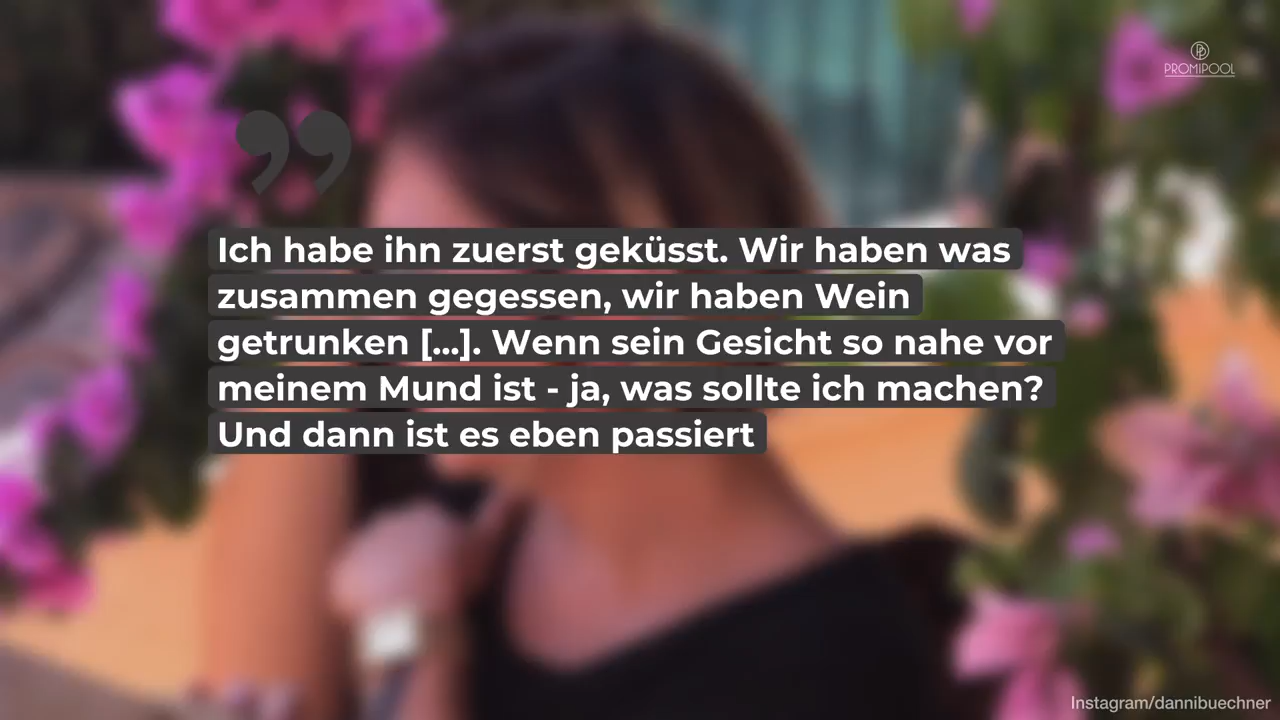 PROMIPOOL
Ich habe ihn zuerst geküsst. Wir haben was
zusammen gegessen, wir haben Wein
getrunken [...]. Wenn sein Gesicht so nahe vor
meinem Mund ist - ja, was sollte ich machen?
Und dann ist es eben passiert
Instagram/dannibuechner